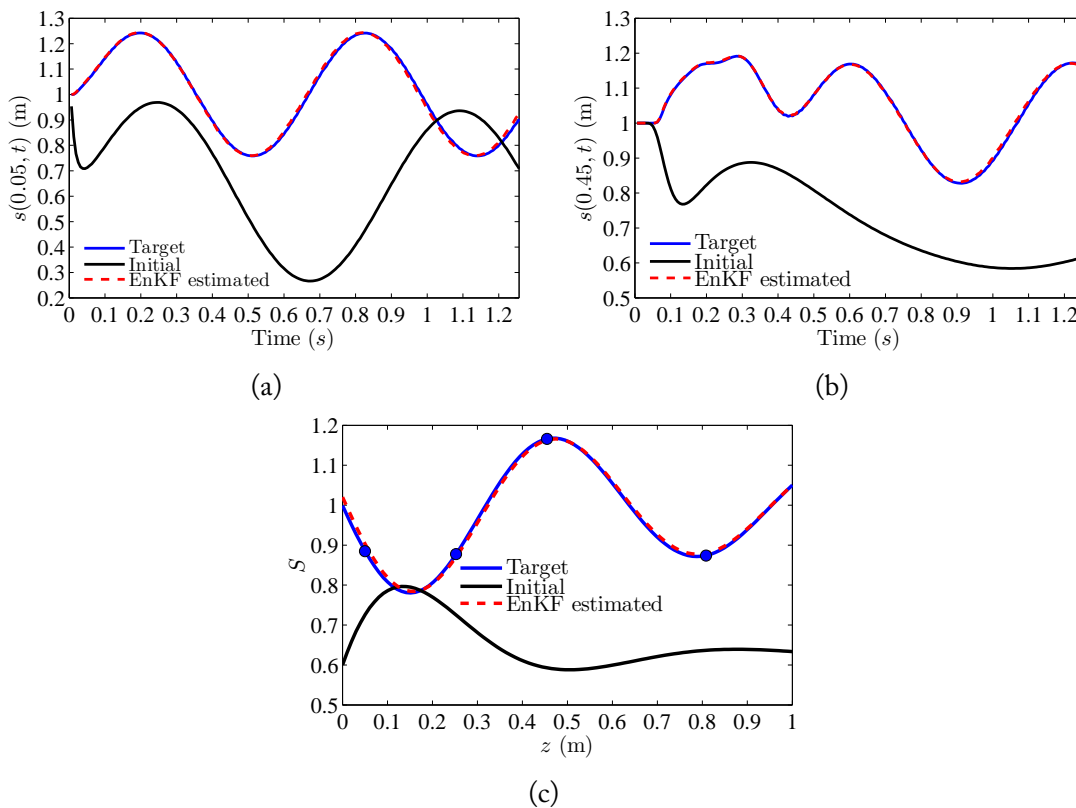 1.3
1.2
1.1
1
0.9
0.8
0.7
0.6
0.5
0.4
0.3
0.2
s(0.05, t) (m)
Target
Initial
EnKF estimated
0 0.1 0.2 0.3 0.4 0.5 0.6 0.7 0.8 0.9 1 1.1 1.2
Time (s)
(a)
1.3
1.2
1.1
1
0.9
0.8
0.7
0.6
0.5
s(0.45, t) (m)
Target
Initial
EnKF estimated
0 0.1 0.2 0.3 0.4 0.5 0.6 0.7 0.8 0.9 1 1.1 1.2
Time (s)
(b)
1.2
1.1
1
0.9
0.8
0.7
0.6
0.5
S
Target
Initial
EnKF estimated
0 0.1 0.2 0.3 0.4 0.5 0.6 0.7 0.8 0.9 1
z (m)
(c)